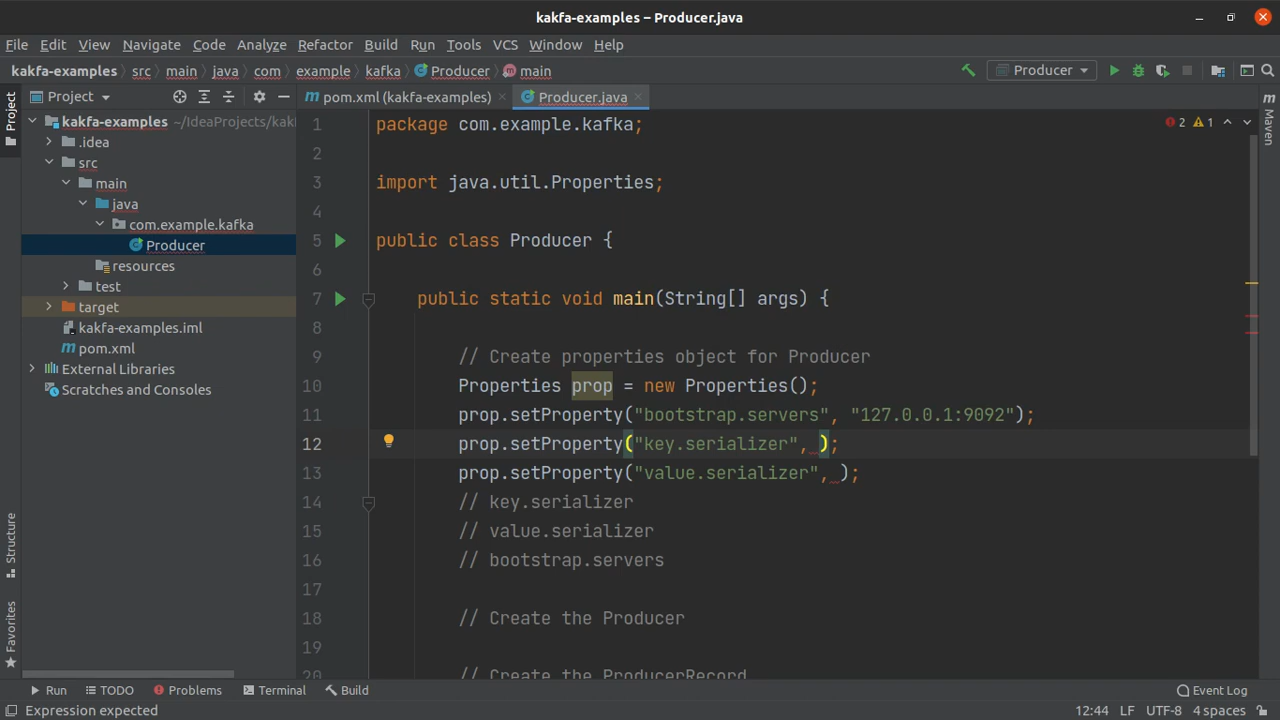 kakfa-examples – Producer.java
File Edit View Navigate Code Analyze Refactor Build Run Tools VCS Window Help
kakfa-examples src main java com example kafka Producer main Producer
Project pom.xml (kakfa-examples) Producer.java
Project
Structure
Favorites
Maven
kakfa-examples ~/IdeaProjects/kakf
.idea
src
main
java
com.example.kafka
Producer
resources
test
target
kakfa-examples.iml
pom.xml
External Libraries
Scratches and Consoles
2 1
1 package com.example.kafka;
2
3 import java.util.Properties;
4
5 public class Producer {
6
7 public static void main(String[] args) {
8
9 // Create properties object for Producer
10 Properties prop = new Properties();
11 prop.setProperty("bootstrap.servers", "127.0.0.1:9092");
12 prop.setProperty("key.serializer", );
13 prop.setProperty("value.serializer", );
14 // key.serializer
15 // value.serializer
16 // bootstrap.servers
17
18 // Create the Producer
19
20 // Create the ProducerRecord
Run TODO Problems Terminal Build Event Log
Expression expected 12:44 LF UTF-8 4 spaces